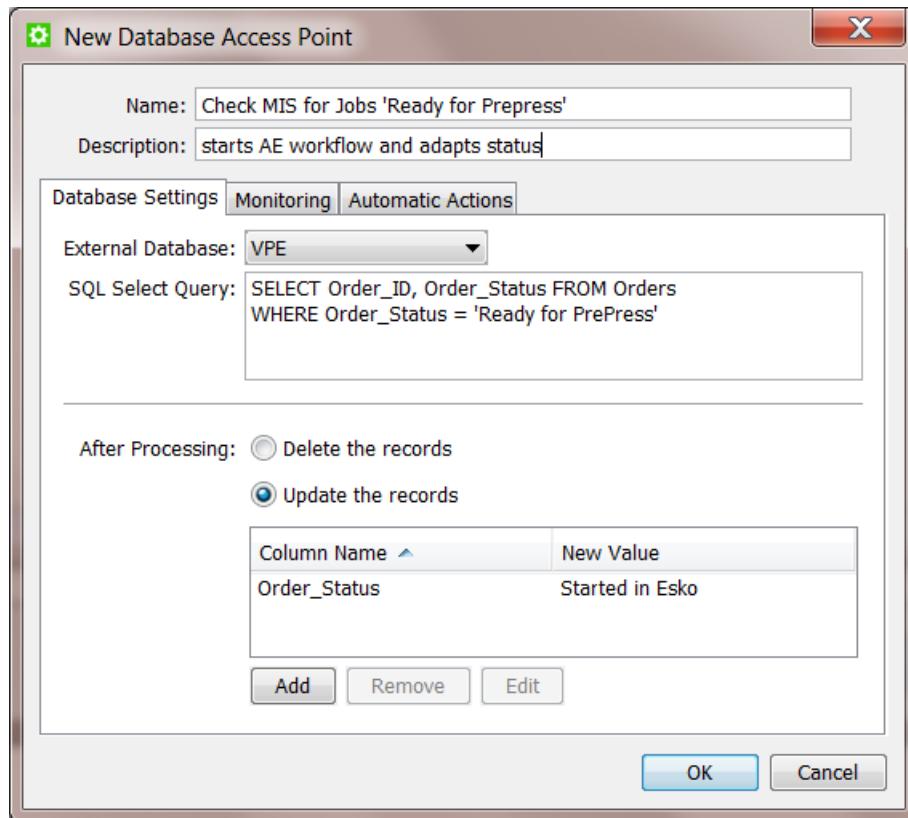 New Database Access Point
Name: Check MIS for Jobs 'Ready for Prepress'
Description: starts AE workflow and adapts status
Database Settings Monitoring Automatic Actions
External Database: VPE
SQL Select Query: SELECT Order_ID, Order_Status FROM Orders
WHERE Order_Status = 'Ready for PrePress'
After Processing: Delete the records
Update the records
Column Name New Value
Order_Status Started in Esko
Add Remove Edit
OK Cancel